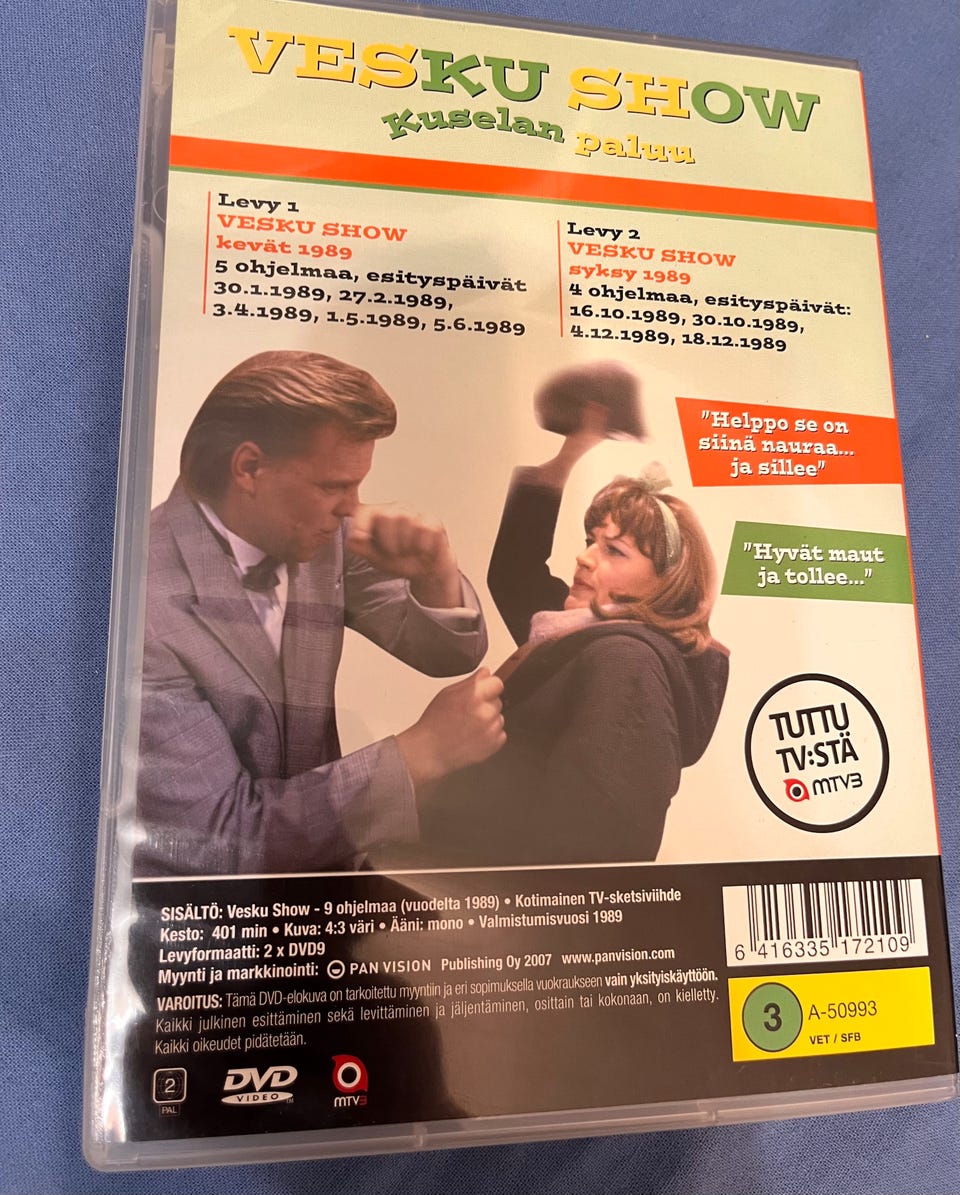 VESKU SHOW
Kuselan paluu
Levy 1
VESKU SHOW
kevät 1989
5 ohjelmaa, esityspäivät
30.1.1989, 27.2.1989,
3.4.1989, 1.5.1989, 5.6.1989
Levy 2
VESKU SHOW
syksy 1989
4 ohjelmaa, esityspäivät:
16.10.1989, 30.10.1989,
4.12.1989, 18.12.1989
"Helppo se on
siinä nauraa...
ja sillee"
"Hyvät maut
ja tollee..."
TUTTU
TV:STÄ
MTV3
SISÄLTÖ: Vesku Show - 9 ohjelmaa (vuodelta 1989) • Kotimainen TV-sketsiviihde
Kesto: 401 min • Kuva: 4:3 väri • Ääni: mono • Valmistumisvuosi 1989
Levyformaatti: 2 x DVD9
Myynti ja markkinointi: PAN VISION Publishing Oy 2007 www.panvision.com
VAROITUS: Tämä DVD-elokuva on tarkoitettu myyntiin ja eri sopimuksella vuokraukseen vain yksityiskäyttöön.
Kaikki julkinen esittäminen sekä levittäminen ja jäljentäminen, osittain tai kokonaan, on kielletty.
Kaikki oikeudet pidätetään.
6 416335 172109
3 A-50993
VET / SFB
2
PAL
DVD
VIDEO
TM
MTV3